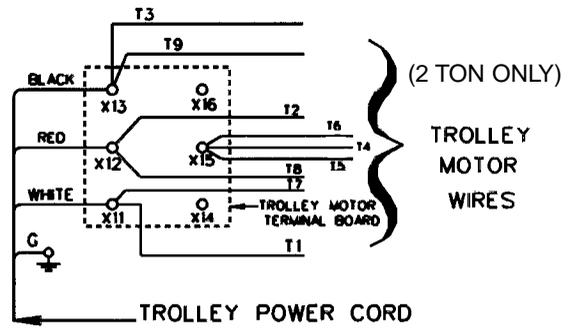 T3
T9
BLACK
(2 TON ONLY)
X13
X16
T2
RED
T6
TROLLEY
T4
MOTOR
X12
X15
T5
T8
WIRES
WHITE
T7
TROLLEY MOTOR
TERMINAL BOARD
X11
X14
G
T1
TROLLEY POWER CORD